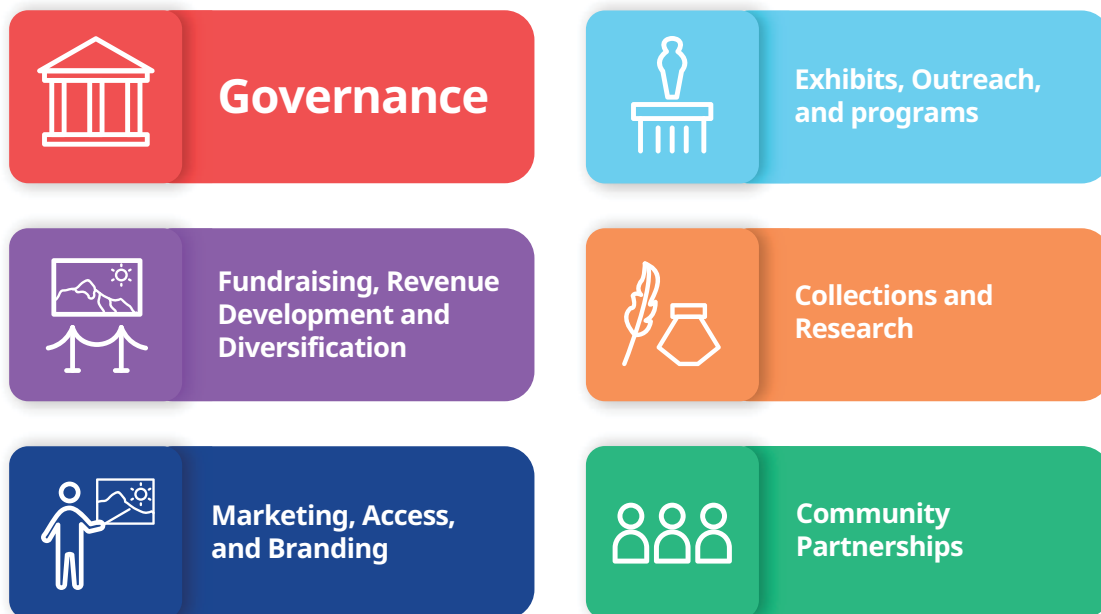 Governance
Exhibits, Outreach,
and programs
Fundraising, Revenue
Development and
Diversification
Collections and
Research
Marketing, Access,
and Branding
Community
Partnerships